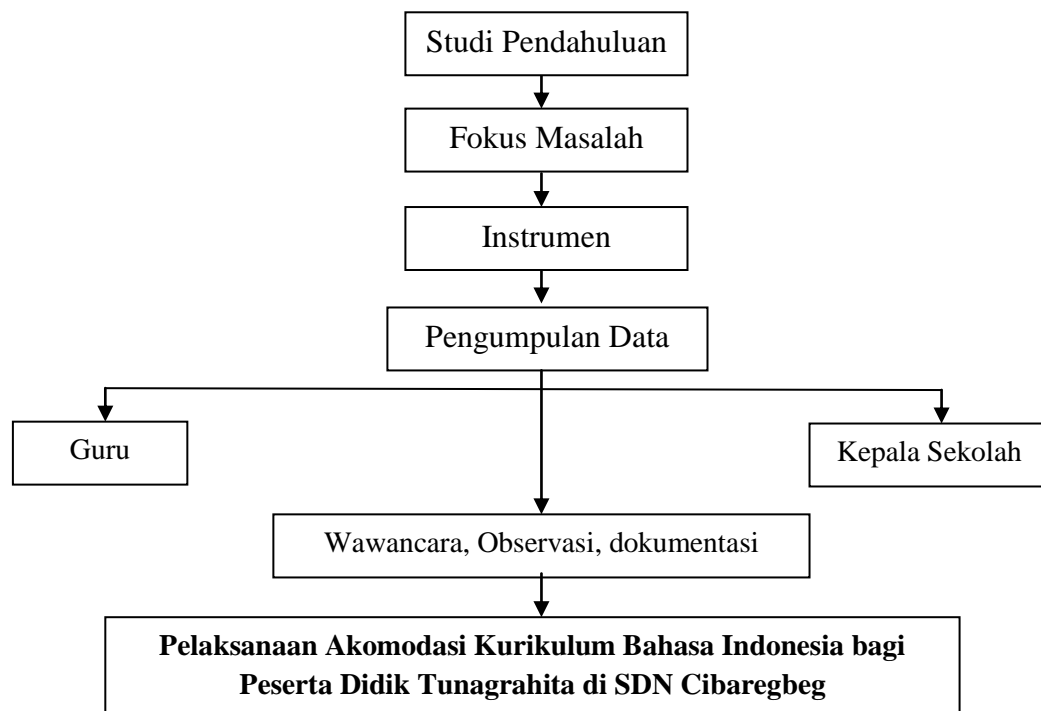 Studi Pendahuluan
Fokus Masalah
Instrumen
Pengumpulan Data
Guru
Kepala Sekolah
Wawancara, Observasi, dokumentasi
Pelaksanaan Akomodasi Kurikulum Bahasa Indonesia bagi
Peserta Didik Tunagrahita di SDN Cibaregbeg